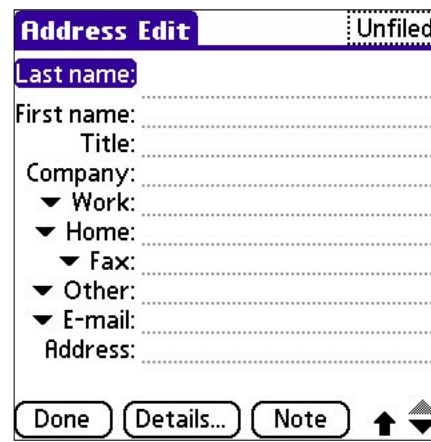 Address Edit Unfiled
Last name:
First name:
Title:
Company:
Work:
Home:
Fax:
Other:
E-mail:
Address:
Done Details... Note